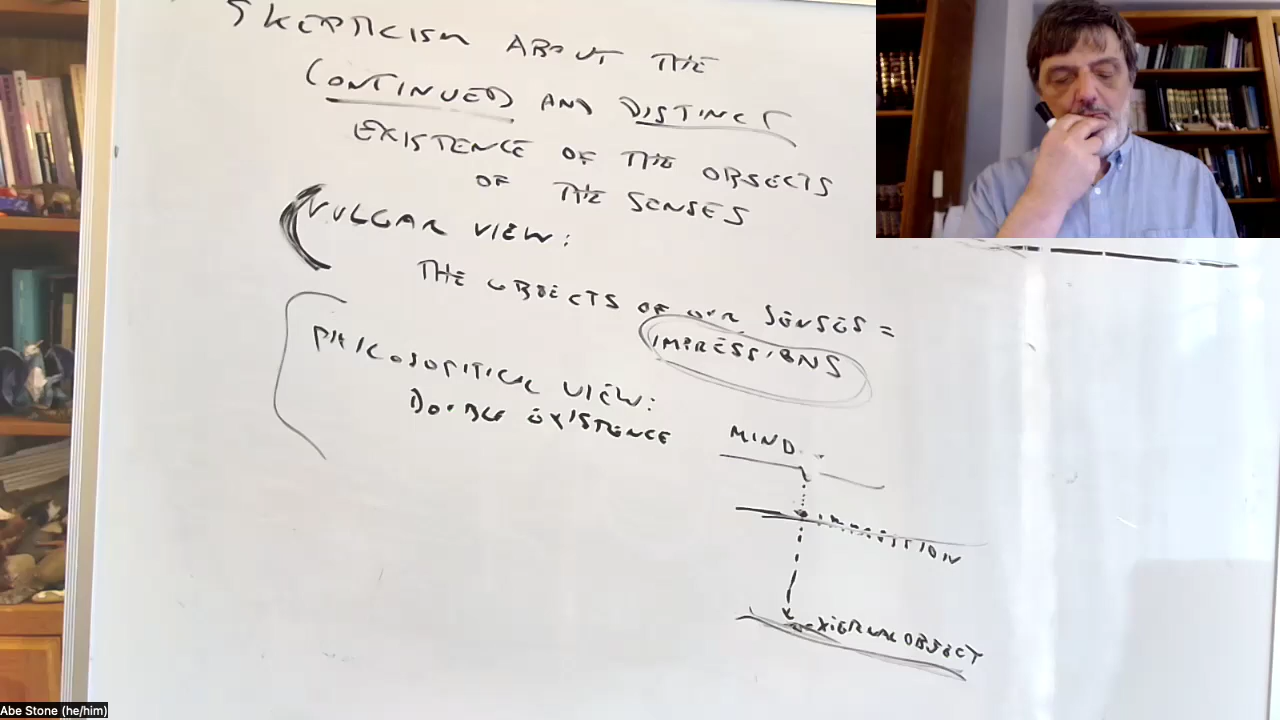 SKEPTICISM ABOUT THE
CONTINUED AND DISTINCT
EXISTENCE OF THE OBJECTS
OF THE SENSES
VULGAR VIEW:
THE OBJECTS OF OUR SENSES =
IMPRESSIONS
PHILOSOPHICAL VIEW:
DOUBLE EXISTENCE
MIND
EXTERNAL OBJECT
Abe Stone (he/him)